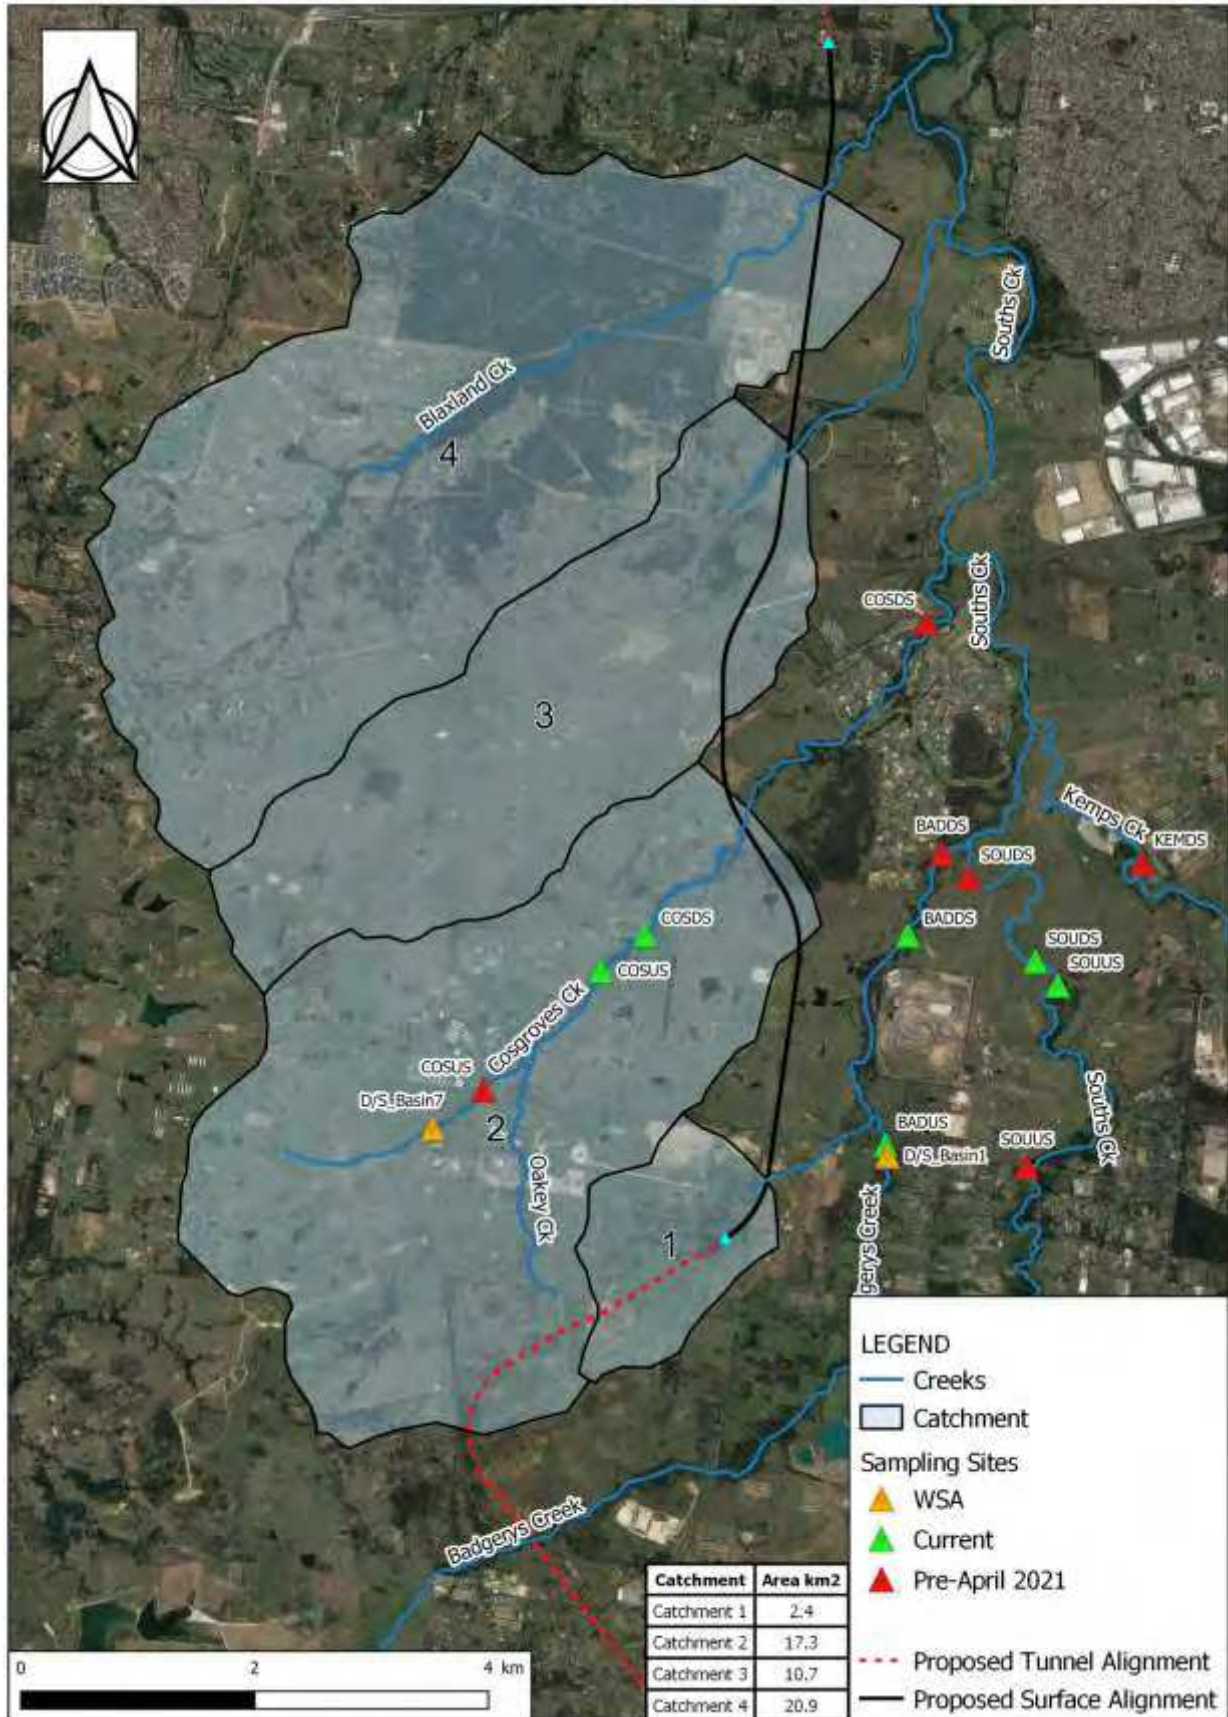 Souths Ck
Blaxland Ck
4
COSDS
Souths Ck
3
Kemps Ck
KEMDS
BADDS
SOUDS
COSDS
BADDS
SOUDS
COSUS
SOUUS
Cosgroves Ck
COSUS
D/S_Basin7
2
Souths Ck
BADUS
D/S_Basin1
SOUUS
Oakey Ck
gerys Creek
1
Badgerys Creek
LEGEND
Creeks
Catchment
Sampling Sites
WSA
Current
Pre-April 2021
Proposed Tunnel Alignment
Proposed Surface Alignment
Catchment Area km2
Catchment 1 2.4
Catchment 2 17.3
Catchment 3 10.7
Catchment 4 20.9
0 2 4 km